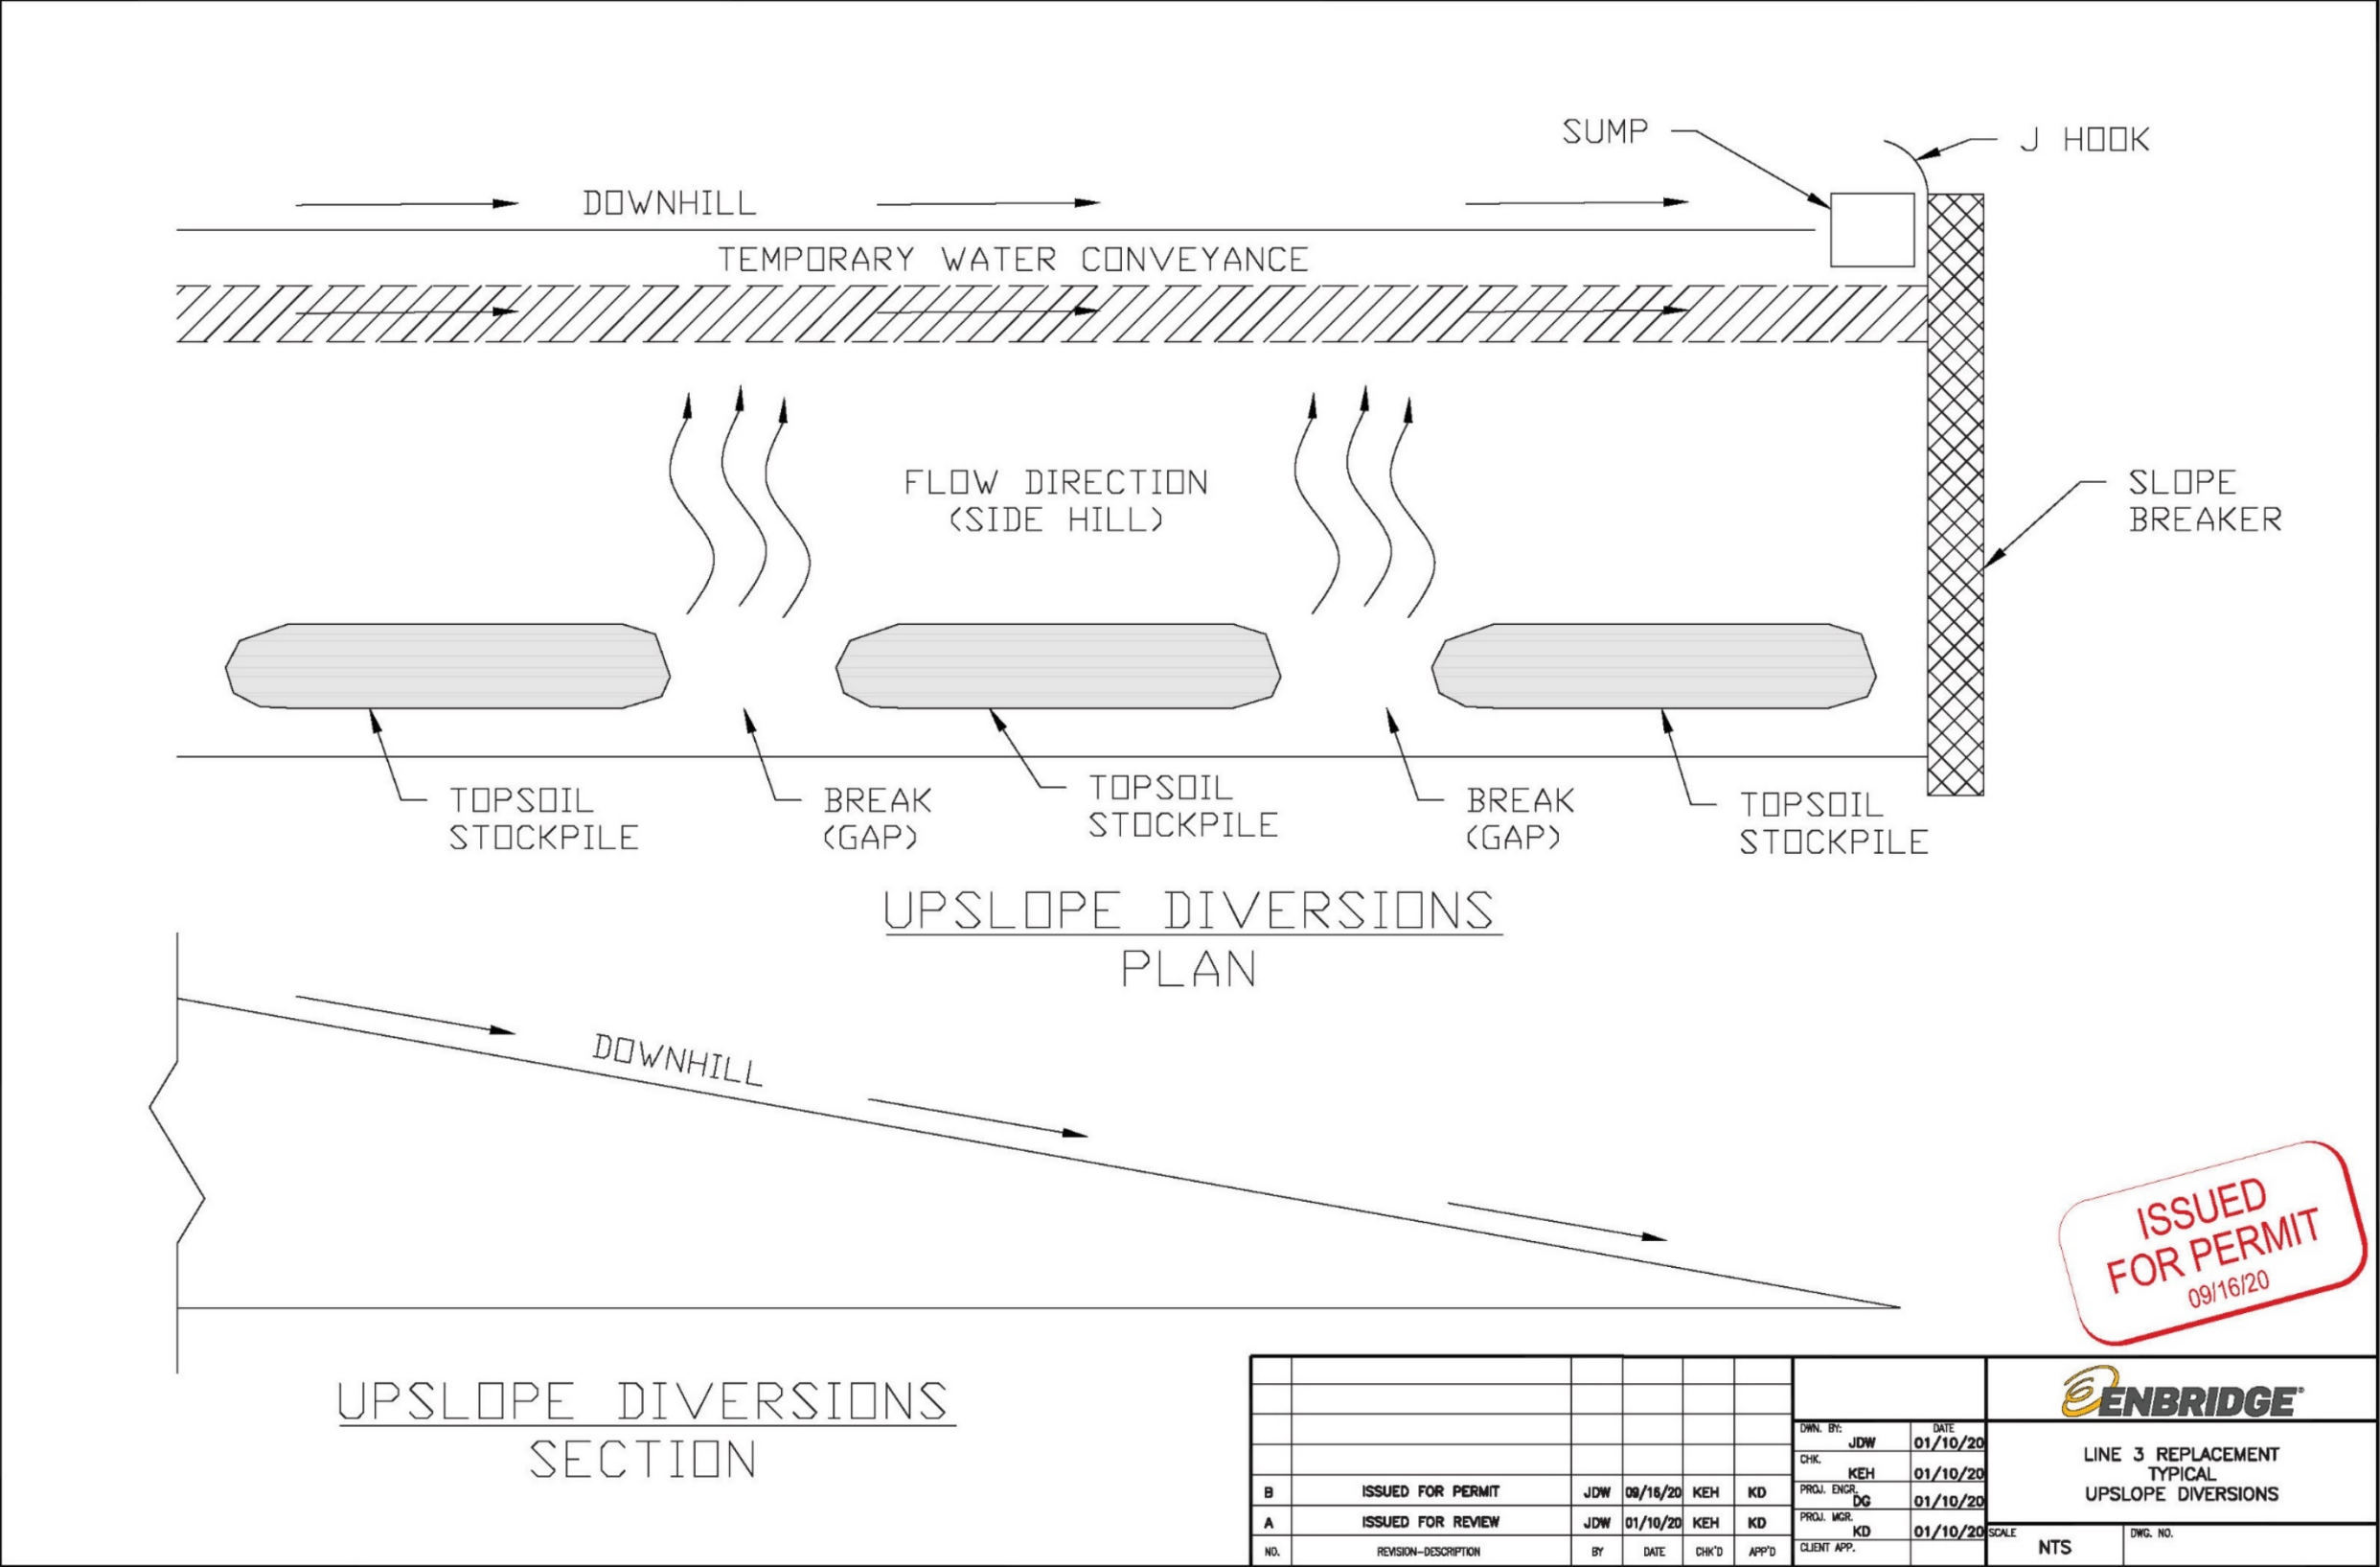 SUMP
J HOOK
DOWNHILL
TEMPORARY WATER CONVEYANCE
FLOW DIRECTION
(SIDE HILL)
SLOPE
BREAKER
TOPSOIL
STOCKPILE
BREAK
(GAP)
TOPSOIL
STOCKPILE
BREAK
(GAP)
TOPSOIL
STOCKPILE
UPSLOPE DIVERSIONS
PLAN
DOWNHILL
ISSUED
FOR PERMIT
09/16/20
UPSLOPE DIVERSIONS
SECTION
B ISSUED FOR PERMIT JDW 09/16/20 KEH KD
A ISSUED FOR REVIEW JDW 01/10/20 KEH KD
NO. REVISION-DESCRIPTION BY DATE CHK'D APP'D
DWN. BY: DATE
JDW 01/10/20
CHK.
KEH 01/10/20
PROJ. ENGR.
DG 01/10/20
PROJ. MGR.
KD 01/10/20
CLIENT APP.
ENBRIDGE®
LINE 3 REPLACEMENT
TYPICAL
UPSLOPE DIVERSIONS
SCALE
NTS
DWG. NO.